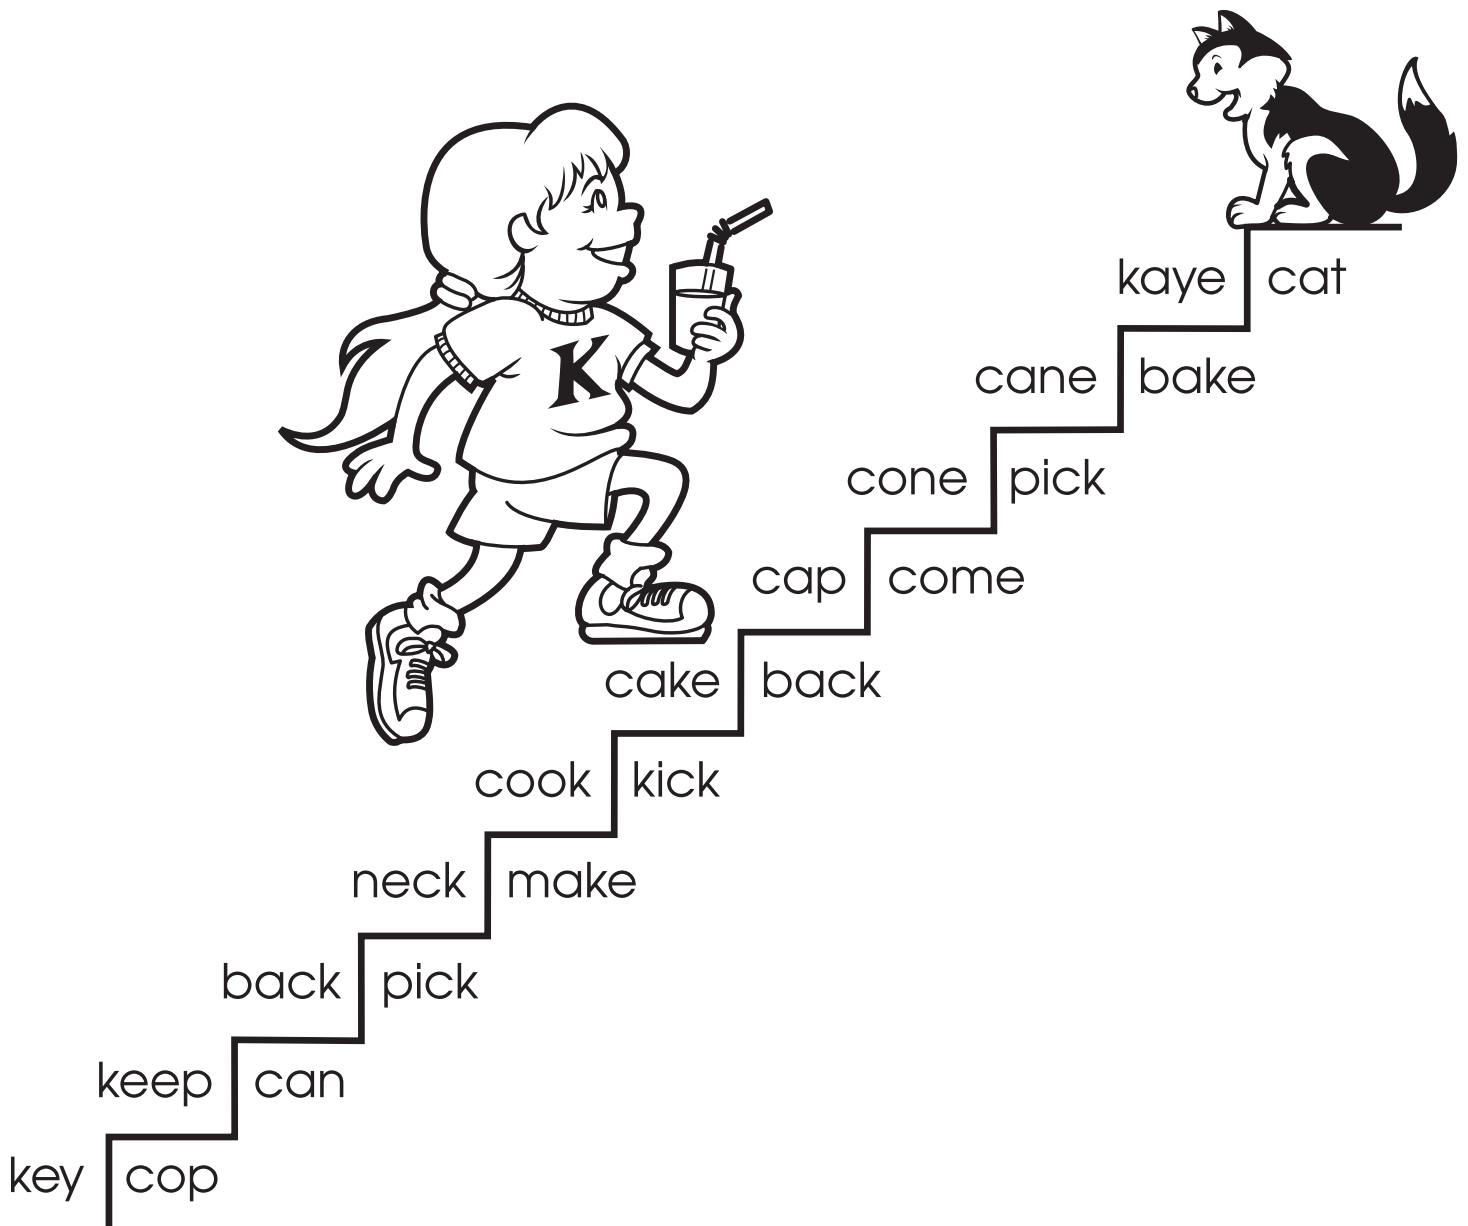 kaye cat
cane bake
K
cone pick
cap come
cake back
cook kick
neck make
back pick
keep can
key cop